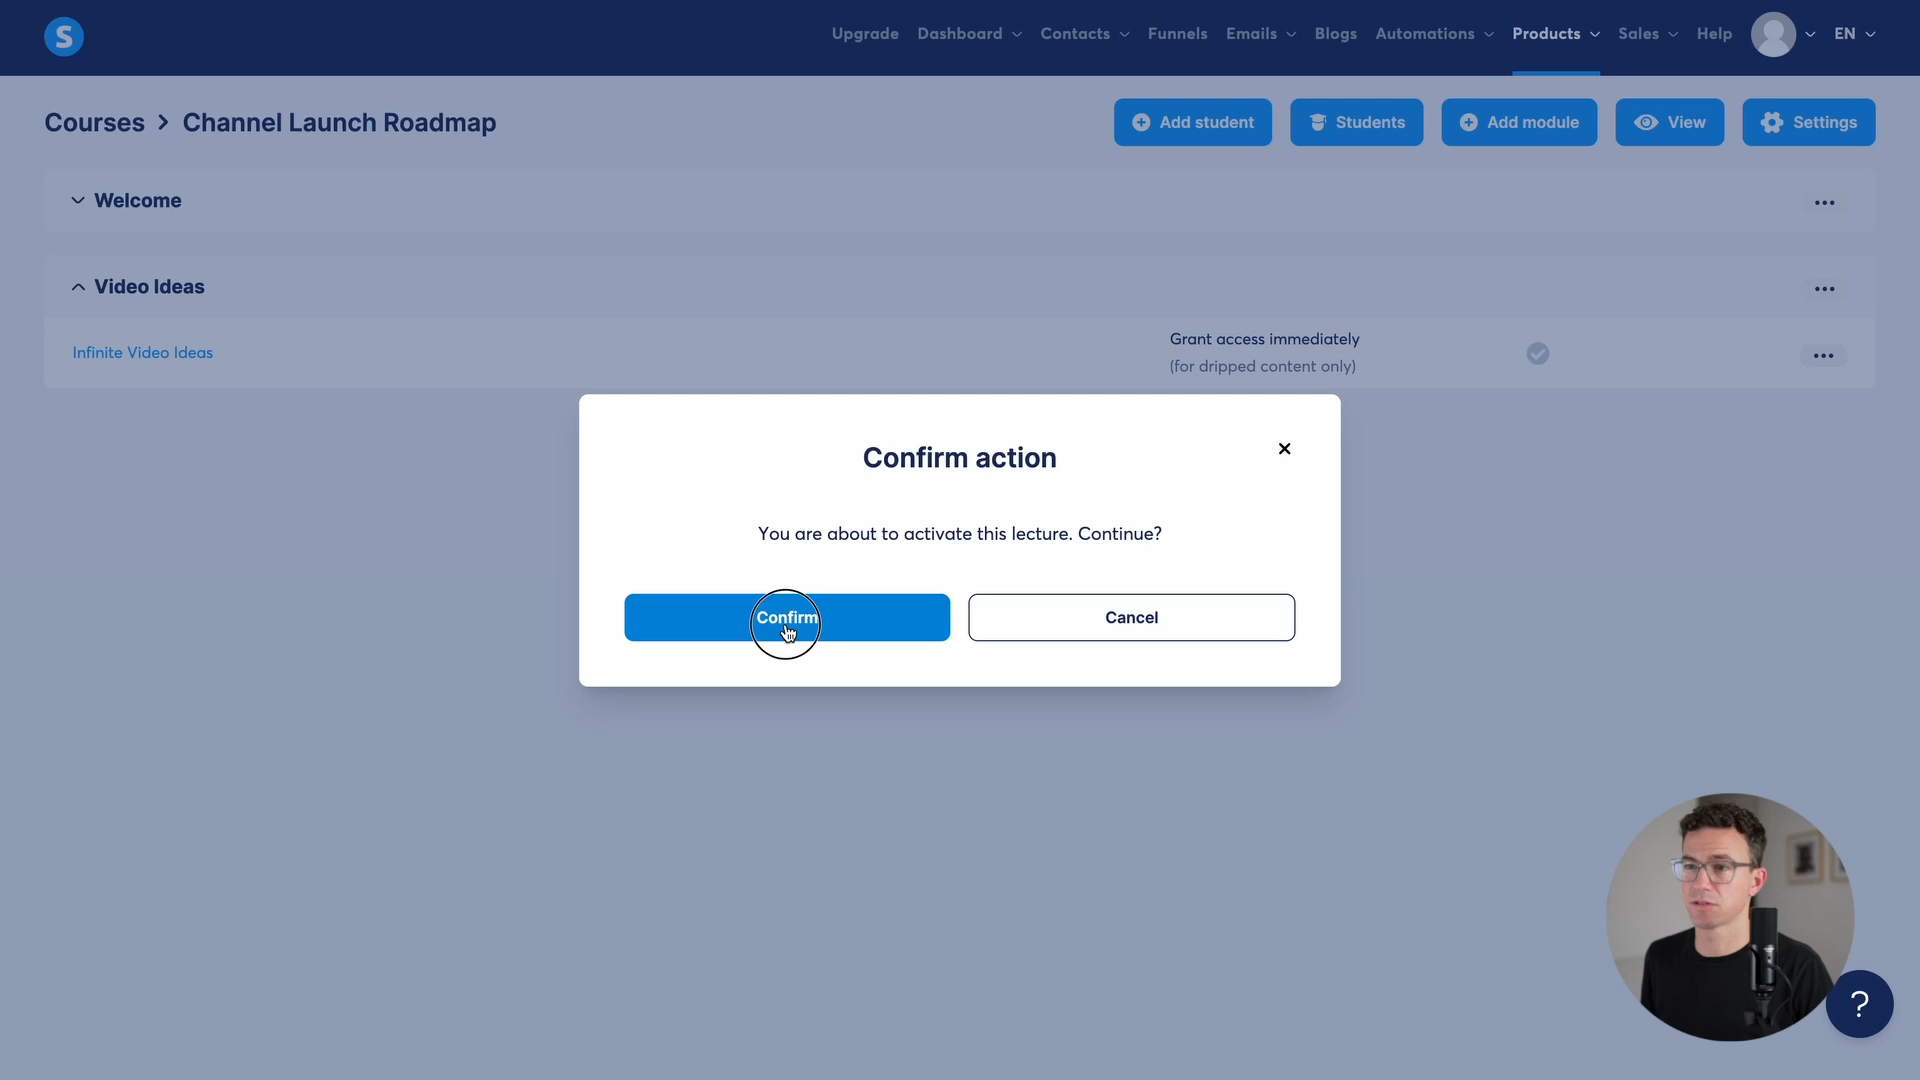 S
Upgrade Dashboard Contacts Funnels Emails Blogs Automations Products Sales Help EN
Courses > Channel Launch Roadmap
Add student Students Add module View Settings
Welcome
Video Ideas
Infinite Video Ideas
Grant access immediately
(for dripped content only)
Confirm action
You are about to activate this lecture. Continue?
Confirm Cancel
?